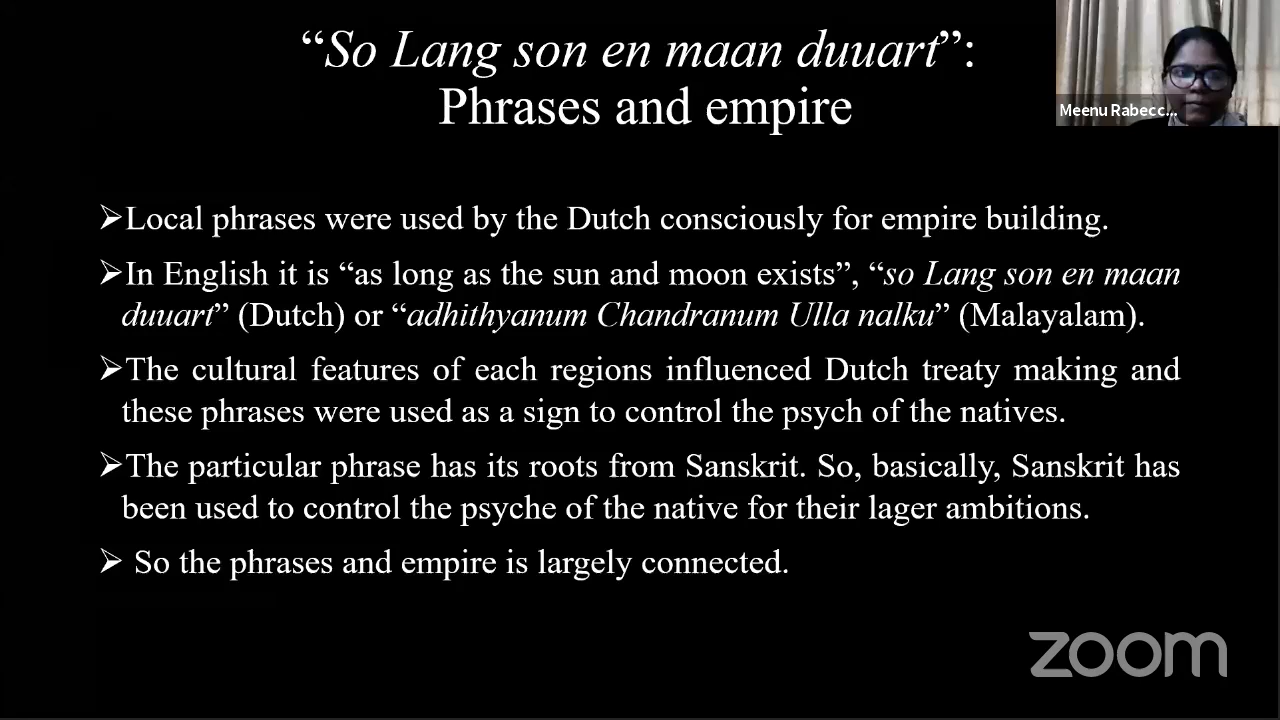 “So Lang son en maan duuart”:
Phrases and empire
Meenu Rabecc...
➢Local phrases were used by the Dutch consciously for empire building.
➢In English it is “as long as the sun and moon exists”, “so Lang son en maan
duuart” (Dutch) or “adhithyanum Chandranum Ulla nalku” (Malayalam).
➢The cultural features of each regions influenced Dutch treaty making and
these phrases were used as a sign to control the psych of the natives.
➢The particular phrase has its roots from Sanskrit. So, basically, Sanskrit has
been used to control the psyche of the native for their lager ambitions.
➢ So the phrases and empire is largely connected.
zoom